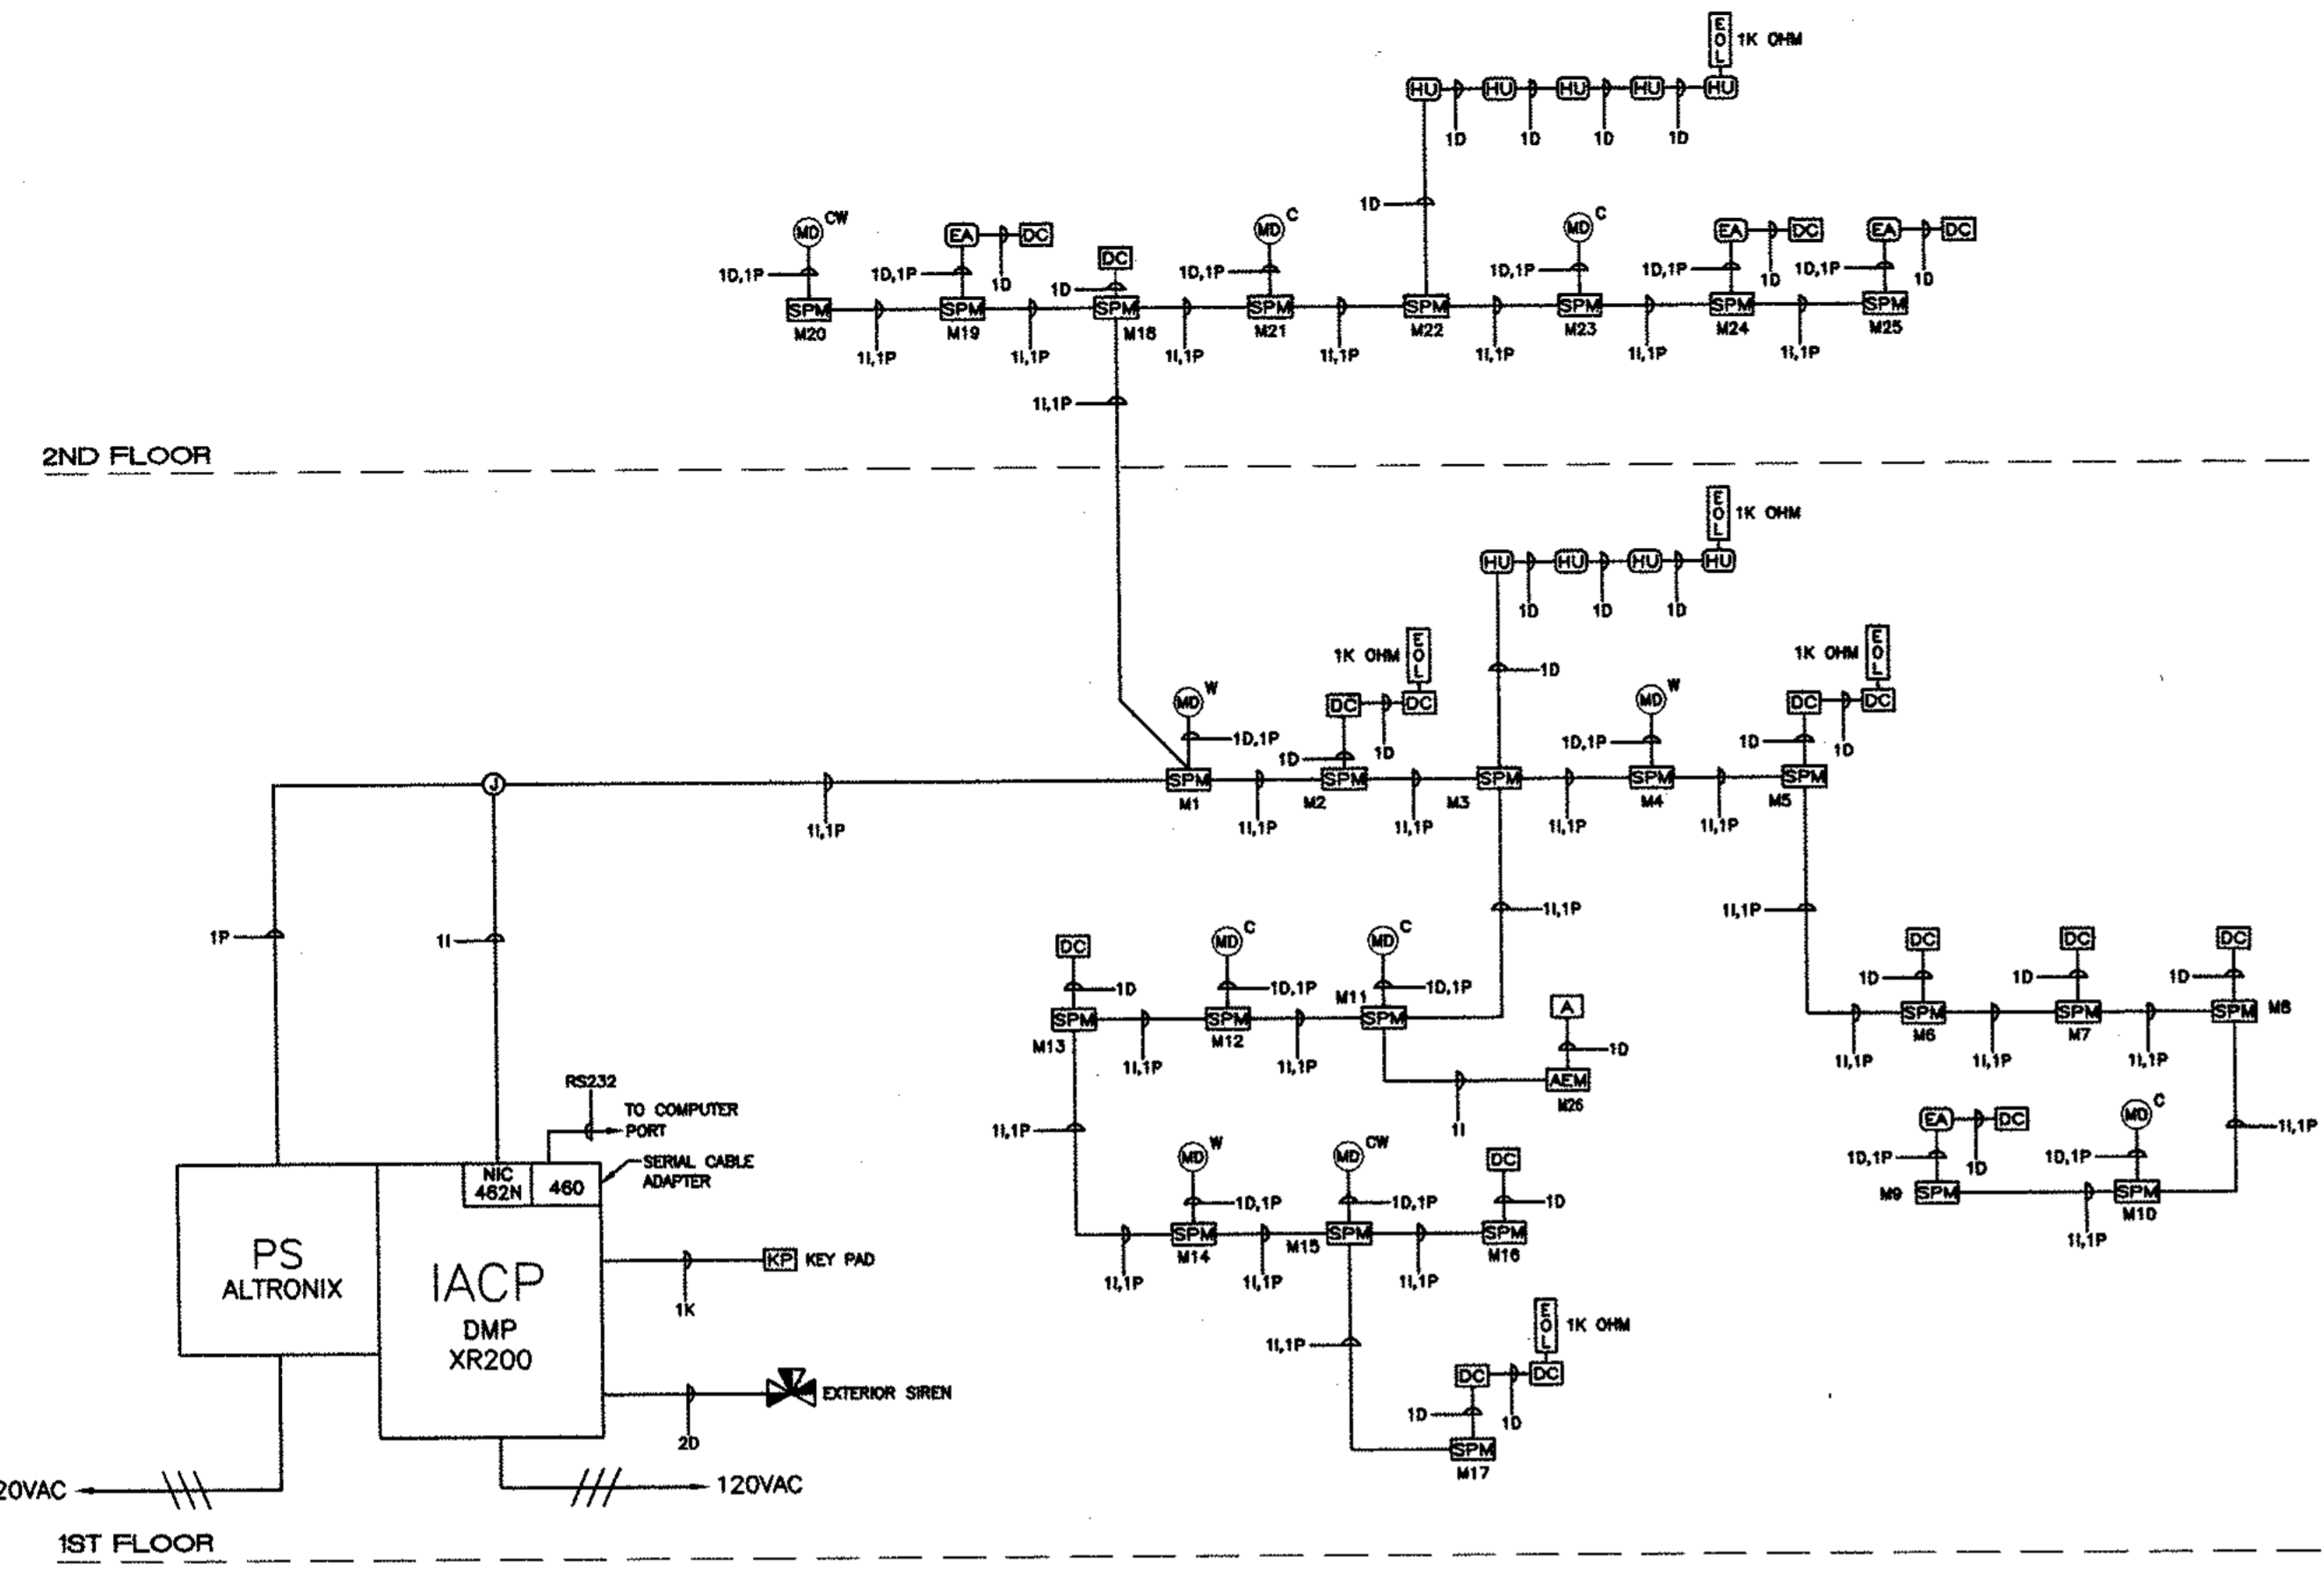 EOL 1K OHM
HU HU HU HU HU
1D 1D 1D 1D
1D
MD CW
EA DC
DC
MD C
MD C
EA DC
EA DC
1D,1P
1D,1P
1D
1D
1D,1P
1D,1P
1D,1P
1D
1D,1P
1D
SPM SPM SPM SPM SPM SPM SPM SPM
M20 M19 M18 M21 M22 M23 M24 M25
1I,1P 1I,1P 1I,1P 1I,1P 1I,1P 1I,1P 1I,1P
1I,1P
2ND FLOOR
EOL 1K OHM
HU HU HU HU
1D 1D 1D
1K OHM EOL
1K OHM EOL
1D
MD W
DC DC
MD W
DC DC
1D,1P
1D
1D
1D,1P
1D
1D
J
SPM SPM SPM SPM SPM
M1 M2 M3 M4 M5
1I,1P 1I,1P 1I,1P 1I,1P 1I,1P
1P
1I
1I,1P
1I,1P
DC
MD C
MD C
DC DC DC
1D
1D,1P
1D,1P
1D 1D 1D
M11
A
SPM SPM SPM
SPM SPM SPM M8
M13 M12
M6 M7
1D
1I,1P 1I,1P
1I,1P 1I,1P 1I,1P
AEM
M26
1I
RS232
TO COMPUTER
PORT
1I,1P
EA DC
MD C
1I,1P
SERIAL CABLE
ADAPTER
NIC
462N
460
MD W
MD CW
DC
1D,1P
1D
1D,1P
1D,1P
1D,1P
1D
M9 SPM SPM
M10
1I,1P
SPM SPM SPM
M14 M15 M16
1I,1P 1I,1P 1I,1P
PS
ALTRONIX
IACP
DMP
XR200
KP KEY PAD
1K
EOL 1K OHM
1I,1P
DC DC
1D
1D
EXTERIOR SIREN
2D
SPM
M17
20VAC
120VAC
1ST FLOOR